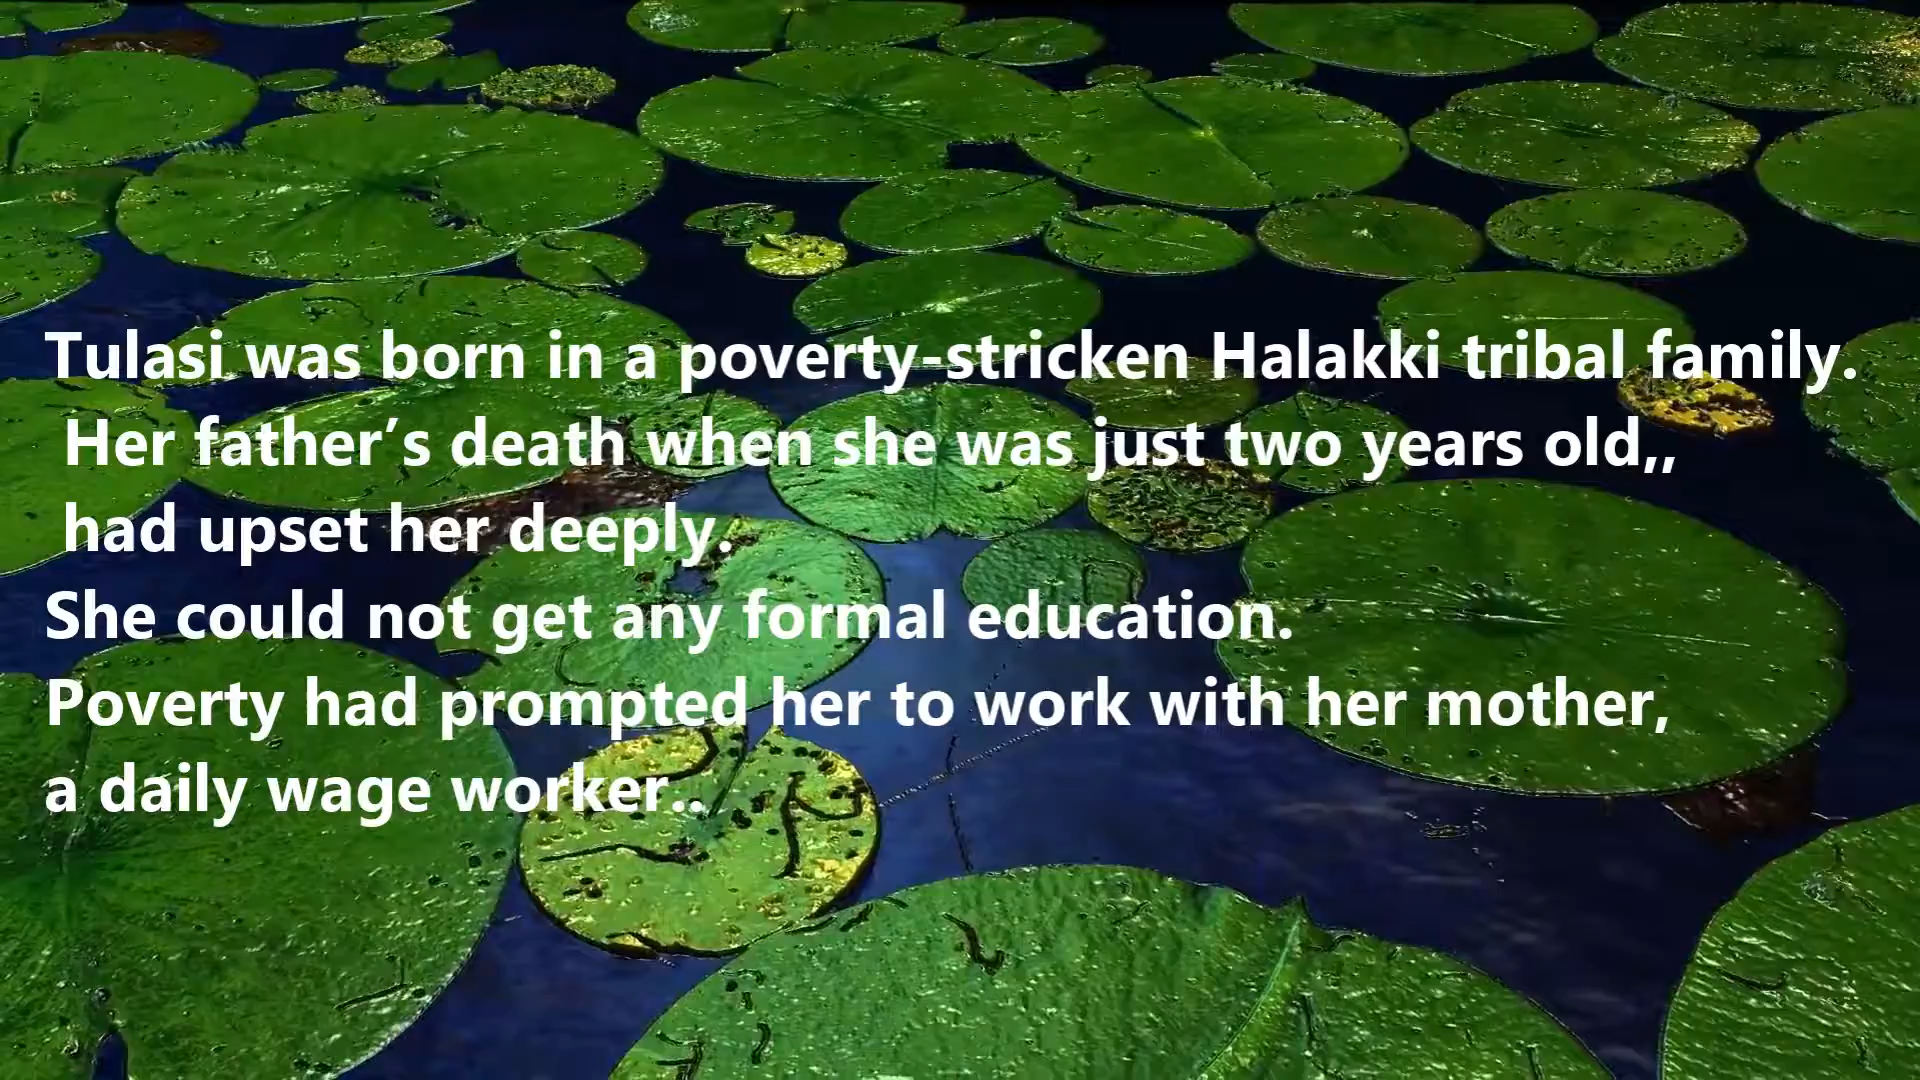 Tulasi was born in a poverty-stricken Halakki tribal family.
Her father’s death when she was just two years old,,
had upset her deeply.
She could not get any formal education.
Poverty had prompted her to work with her mother,
a daily wage worker..